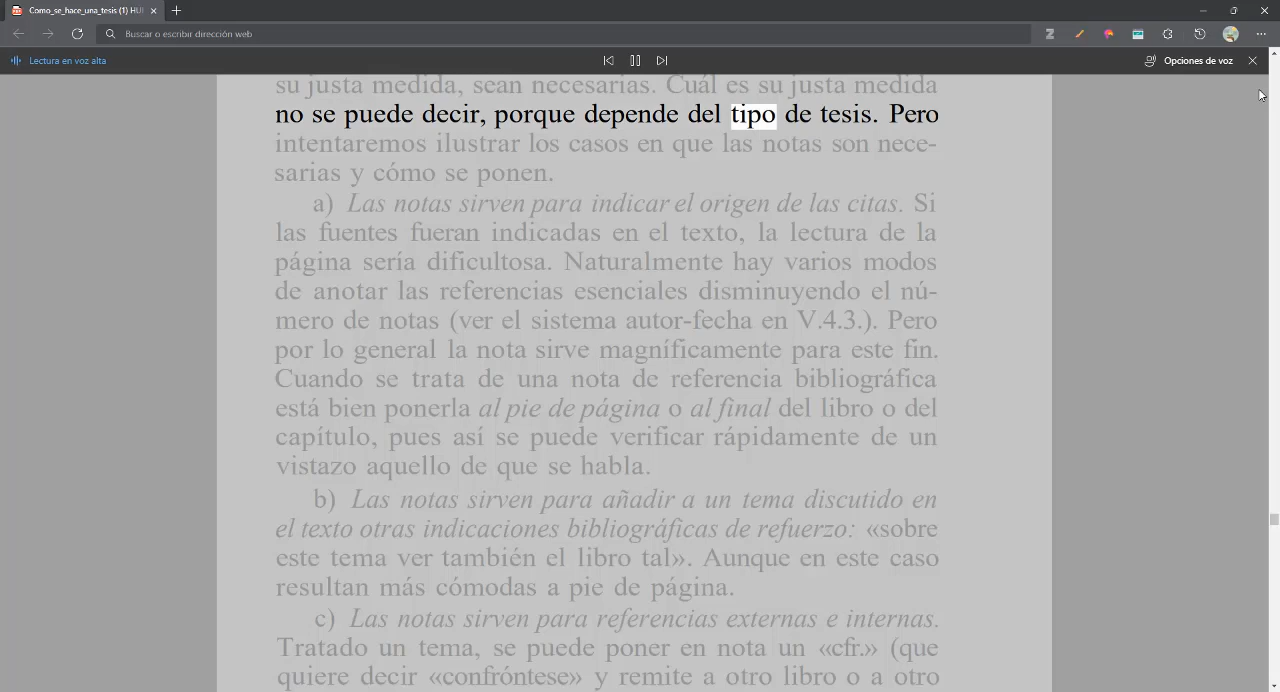 Como_se_hace_una_tesis (1) HUI
Buscar o escribir dirección web
Lectura en voz alta
Opciones de voz
su justa medida, sean necesarias. Cuál es su justa medida
no se puede decir, porque depende del tipo de tesis. Pero
intentaremos ilustrar los casos en que las notas son nece-
sarias y cómo se ponen.
a) Las notas sirven para indicar el origen de las citas. Si
las fuentes fueran indicadas en el texto, la lectura de la
página sería dificultosa. Naturalmente hay varios modos
de anotar las referencias esenciales disminuyendo el nú-
mero de notas (ver el sistema autor-fecha en V.4.3.). Pero
por lo general la nota sirve magníficamente para este fin.
Cuando se trata de una nota de referencia bibliográfica
está bien ponerla al pie de página o al final del libro o del
capítulo, pues así se puede verificar rápidamente de un
vistazo aquello de que se habla.
b) Las notas sirven para añadir a un tema discutido en
el texto otras indicaciones bibliográficas de refuerzo: «sobre
este tema ver también el libro tal». Aunque en este caso
resultan más cómodas a pie de página.
c) Las notas sirven para referencias externas e internas.
Tratado un tema, se puede poner en nota un «cfr.» (que
quiere decir «confróntese» y remite a otro libro o a otro